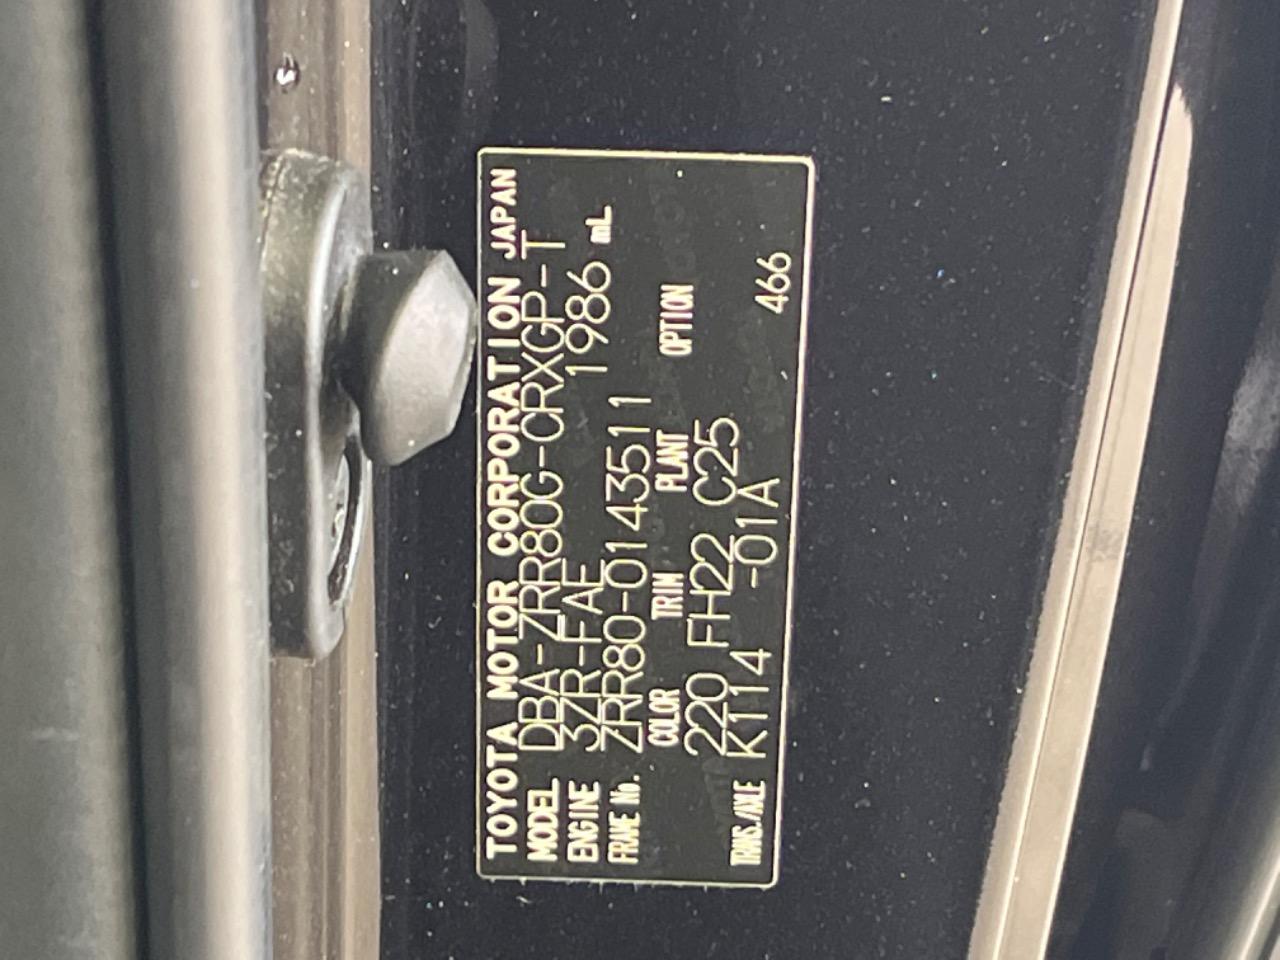 TOYOTA MOTOR CORPORATION JAPAN
MODEL DBA-ZRR80G-CRXGP-T
ENGINE 3ZR-FAE 1986 mL
FRAME No. ZRR80-0143511
COLOR TRIM PLANT OPTION
220 FH22 C25
TRANS./AXLE K114 -01A 466